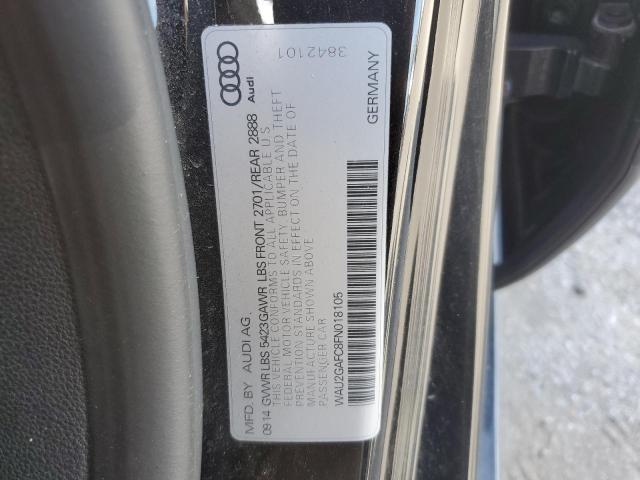 Audi
3842101
MFD. BY AUDI AG.
09-14 GVWR LBS 5423 GAWR LBS FRONT 2701/REAR 2888
THIS VEHICLE CONFORMS TO ALL APPLICABLE U.S.
FEDERAL MOTOR VEHICLE SAFETY, BUMPER AND THEFT
PREVENTION STANDARDS IN EFFECT ON THE DATE OF
MANUFACTURE SHOWN ABOVE
PASSENGER CAR
WAU2GAFC8FN018105
GERMANY